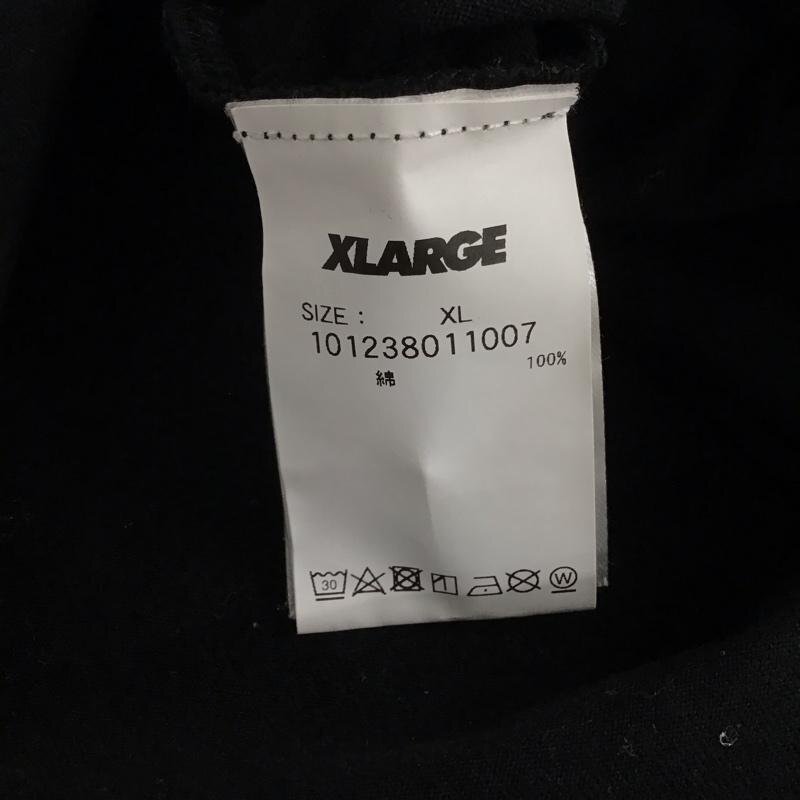 XLARGE
SIZE : XL
101238011007
綿 100%
30 W